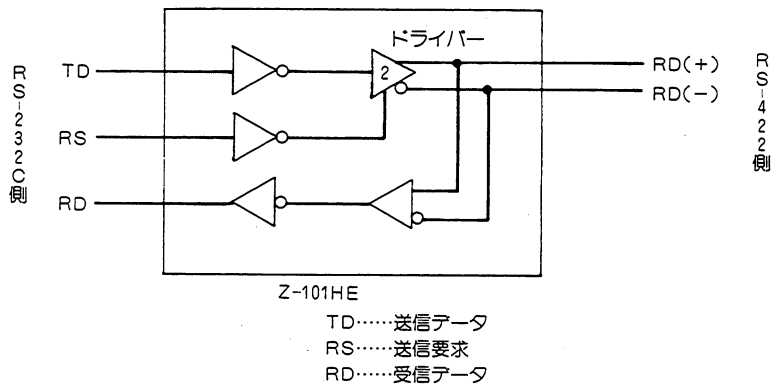 ドライバー
RS-232C側
TD
RS
RD
2
RD(+)
RD(-)
RS-422側
Z-101HE
TD……送信データ
RS……送信要求
RD……受信データ